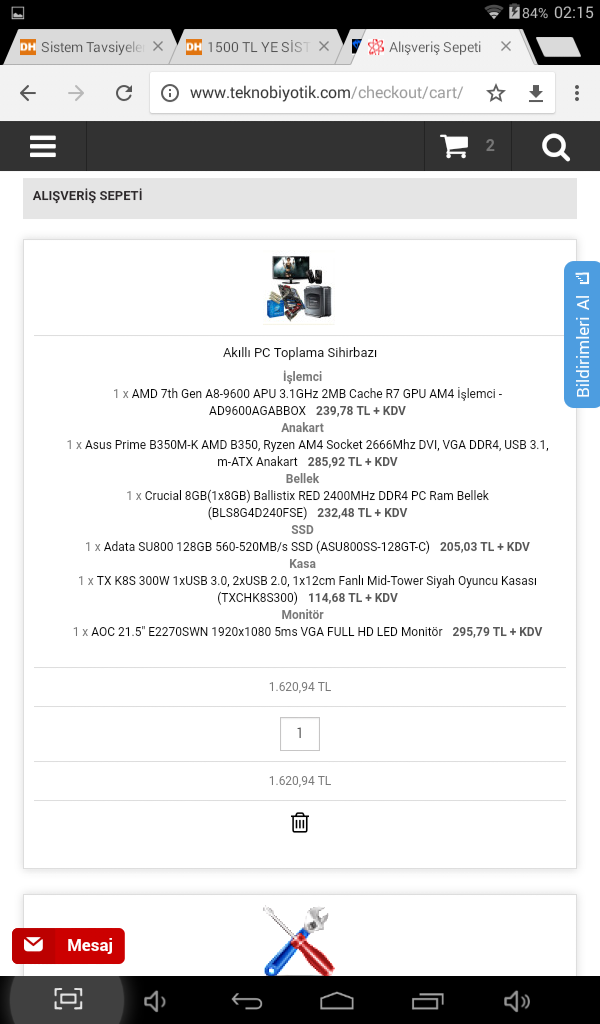 84% 02:15
DH Sistem Tavsiyele DH 1500 TL YE SİST Alışveriş Sepeti
www.teknobiyotik.com/checkout/cart/
2
ALIŞVERİŞ SEPETİ
Bildirimleri Al
Akıllı PC Toplama Sihirbazı
İşlemci
1 x AMD 7th Gen A8-9600 APU 3.1GHz 2MB Cache R7 GPU AM4 İşlemci -
AD9600AGABBOX 239,78 TL + KDV
Anakart
1 x Asus Prime B350M-K AMD B350, Ryzen AM4 Socket 2666Mhz DVI, VGA DDR4, USB 3.1,
m-ATX Anakart 285,92 TL + KDV
Bellek
1 x Crucial 8GB(1x8GB) Ballistix RED 2400MHz DDR4 PC Ram Bellek
(BLS8G4D240FSE) 232,48 TL + KDV
SSD
1 x Adata SU800 128GB 560-520MB/s SSD (ASU800SS-128GT-C) 205,03 TL + KDV
Kasa
1 x TX K8S 300W 1xUSB 3.0, 2xUSB 2.0, 1x12cm Fanlı Mid-Tower Siyah Oyuncu Kasası
(TXCHK8S300) 114,68 TL + KDV
Monitör
1 x AOC 21.5" E2270SWN 1920x1080 5ms VGA FULL HD LED Monitör 295,79 TL + KDV
1.620,94 TL
1
1.620,94 TL
Mesaj